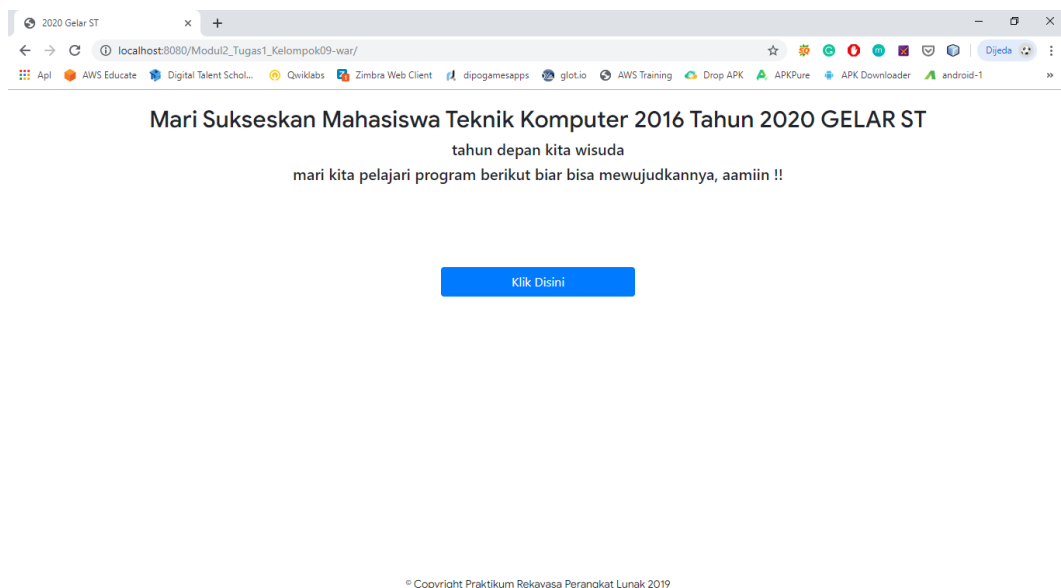 2020 Gelar ST
localhost:8080/Modul2_Tugas1_Kelompok09-war/
Dijeda
Apl AWS Educate Digital Talent Schol... Qwiklabs Zimbra Web Client dipogamesapps glot.io AWS Training Drop APK APKPure APK Downloader android-1 »
Mari Sukseskan Mahasiswa Teknik Komputer 2016 Tahun 2020 GELAR ST
tahun depan kita wisuda
mari kita pelajari program berikut biar bisa mewujudkannya, aamiin !!
Klik Disini
© Copyright Praktikum Rekayasa Perangkat Lunak 2019